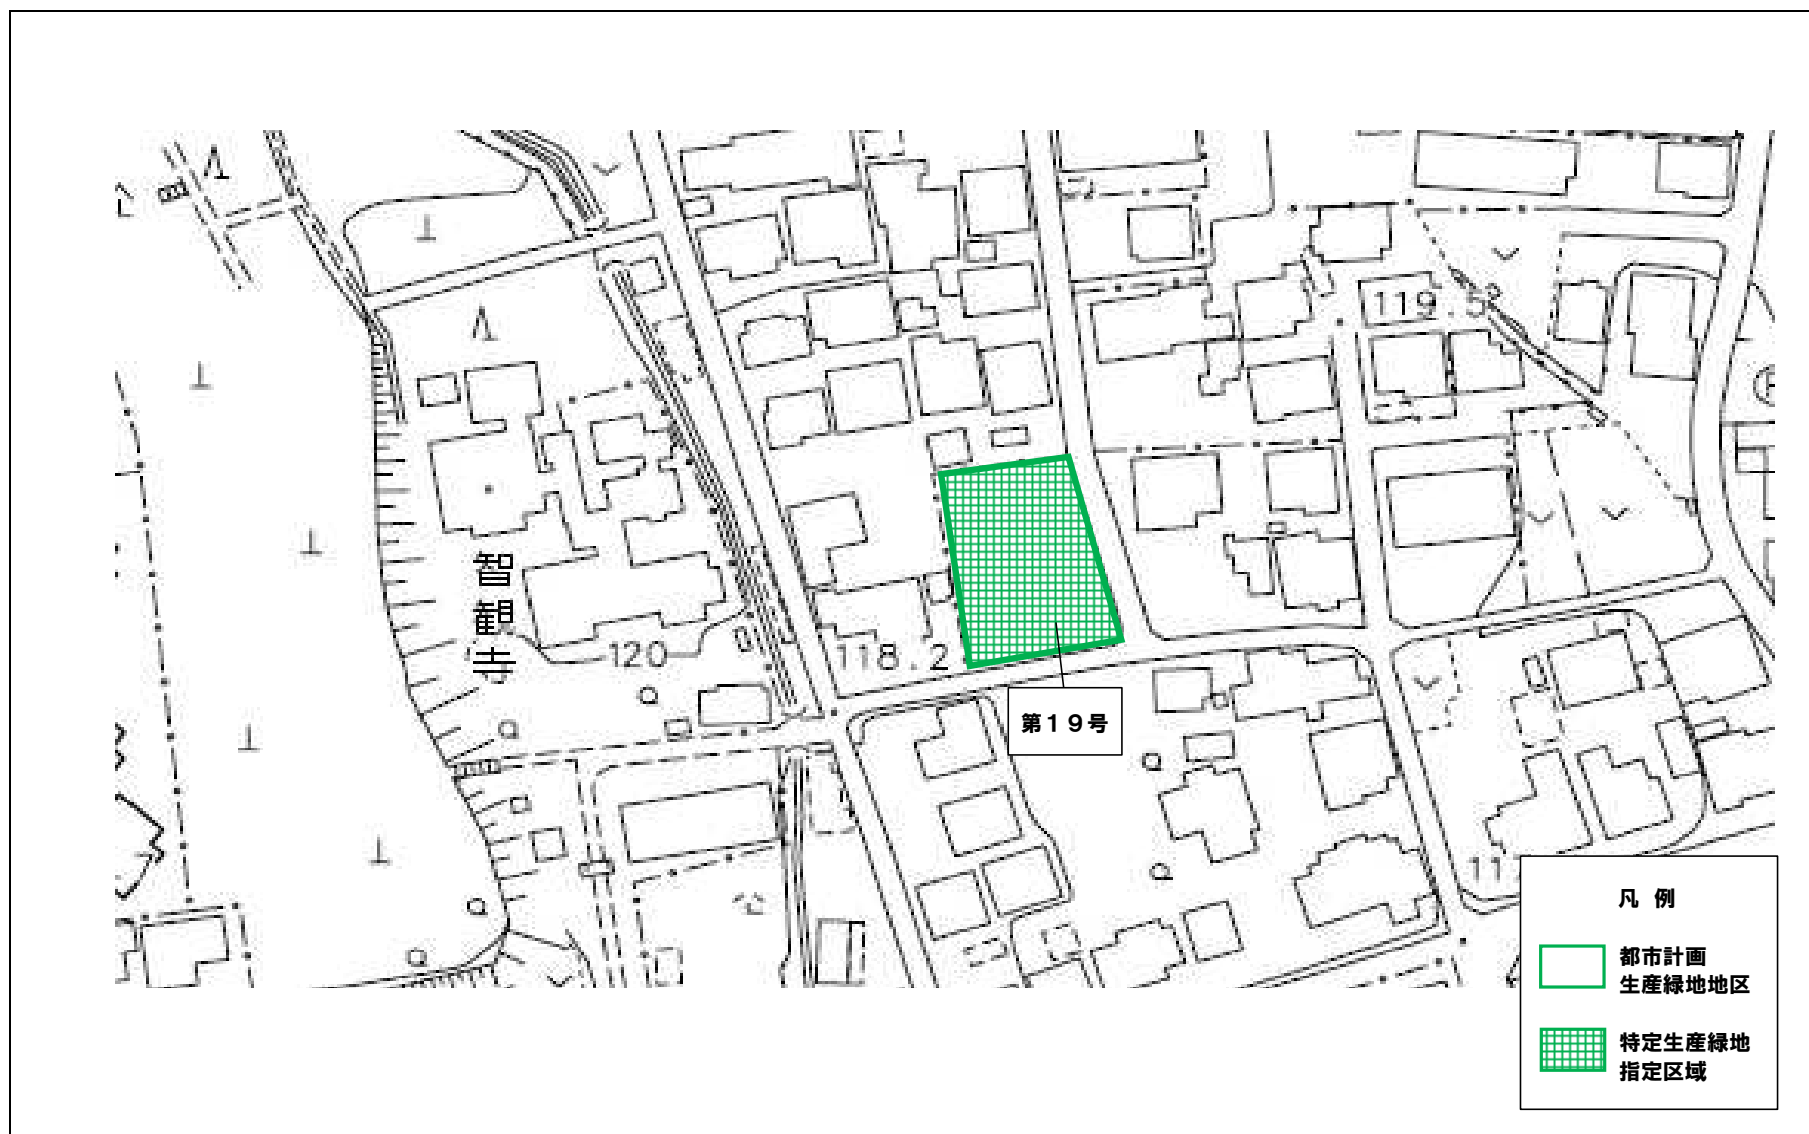 119.5
智観寺
120
118.2
第19号
凡 例
都市計画
生産緑地地区
特定生産緑地
指定区域